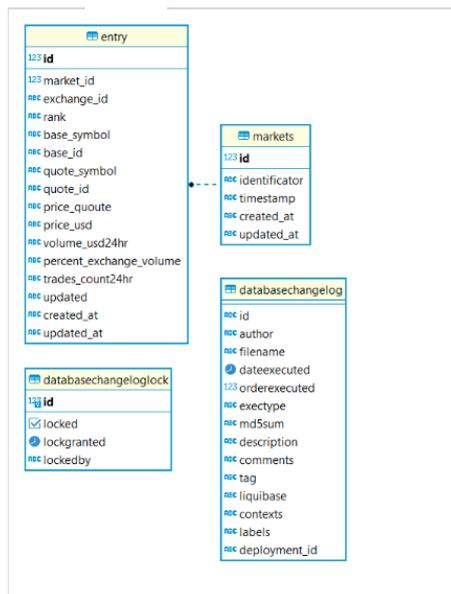 entry
123 id
123 market_id
ABC exchange_id
ABC rank
ABC base_symbol
ABC base_id
ABC quote_symbol
ABC quote_id
ABC price_quoute
ABC price_usd
ABC volume_usd24hr
ABC percent_exchange_volume
ABC trades_count24hr
ABC updated
ABC created_at
ABC updated_at
markets
123 id
ABC identificator
ABC timestamp
ABC created_at
ABC updated_at
databasechangelog
ABC id
ABC author
ABC filename
dateexecuted
123 orderexecuted
ABC exectype
ABC md5sum
ABC description
ABC comments
ABC tag
ABC liquibase
ABC contexts
ABC labels
ABC deployment_id
databasechangeloglock
123 id
locked
lockgranted
ABC lockedby